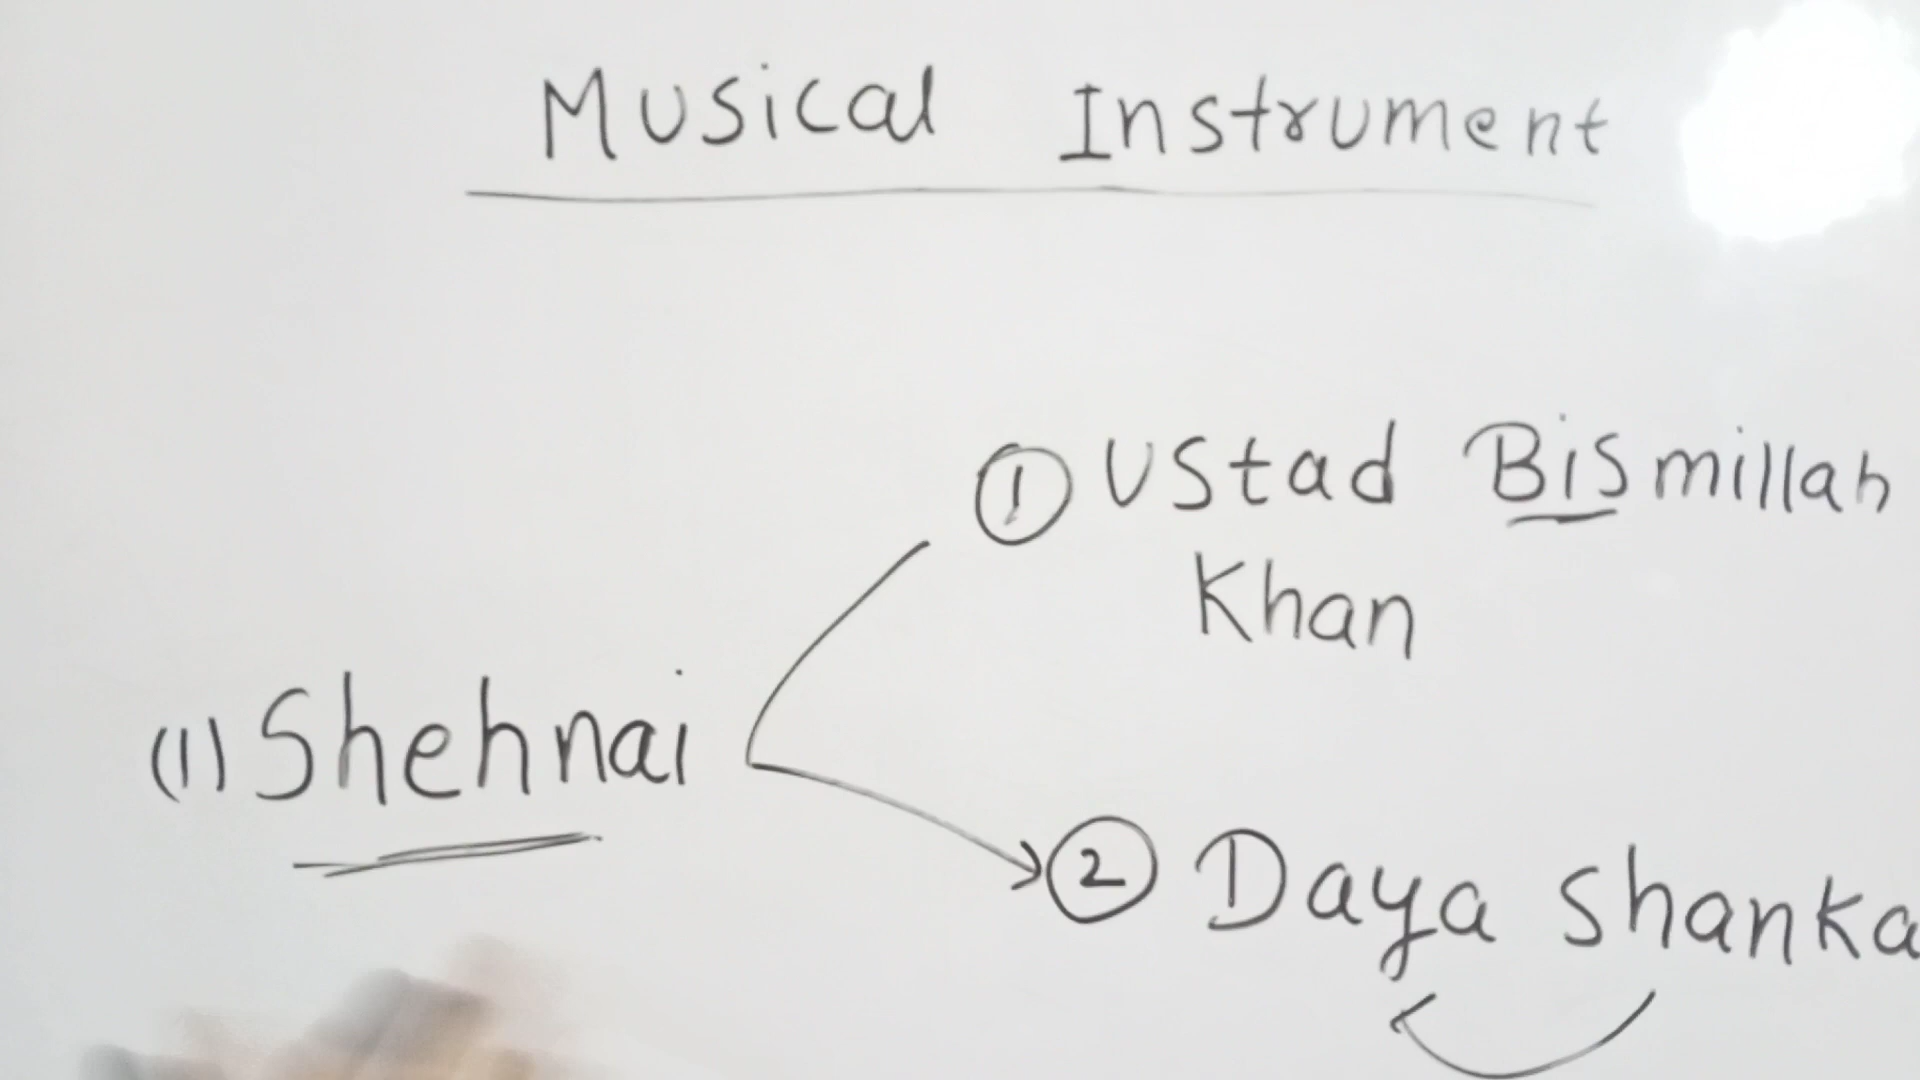 Musical Instrument
① Ustad Bismillah
Khan
(1) Shehnai
② Daya Shanka